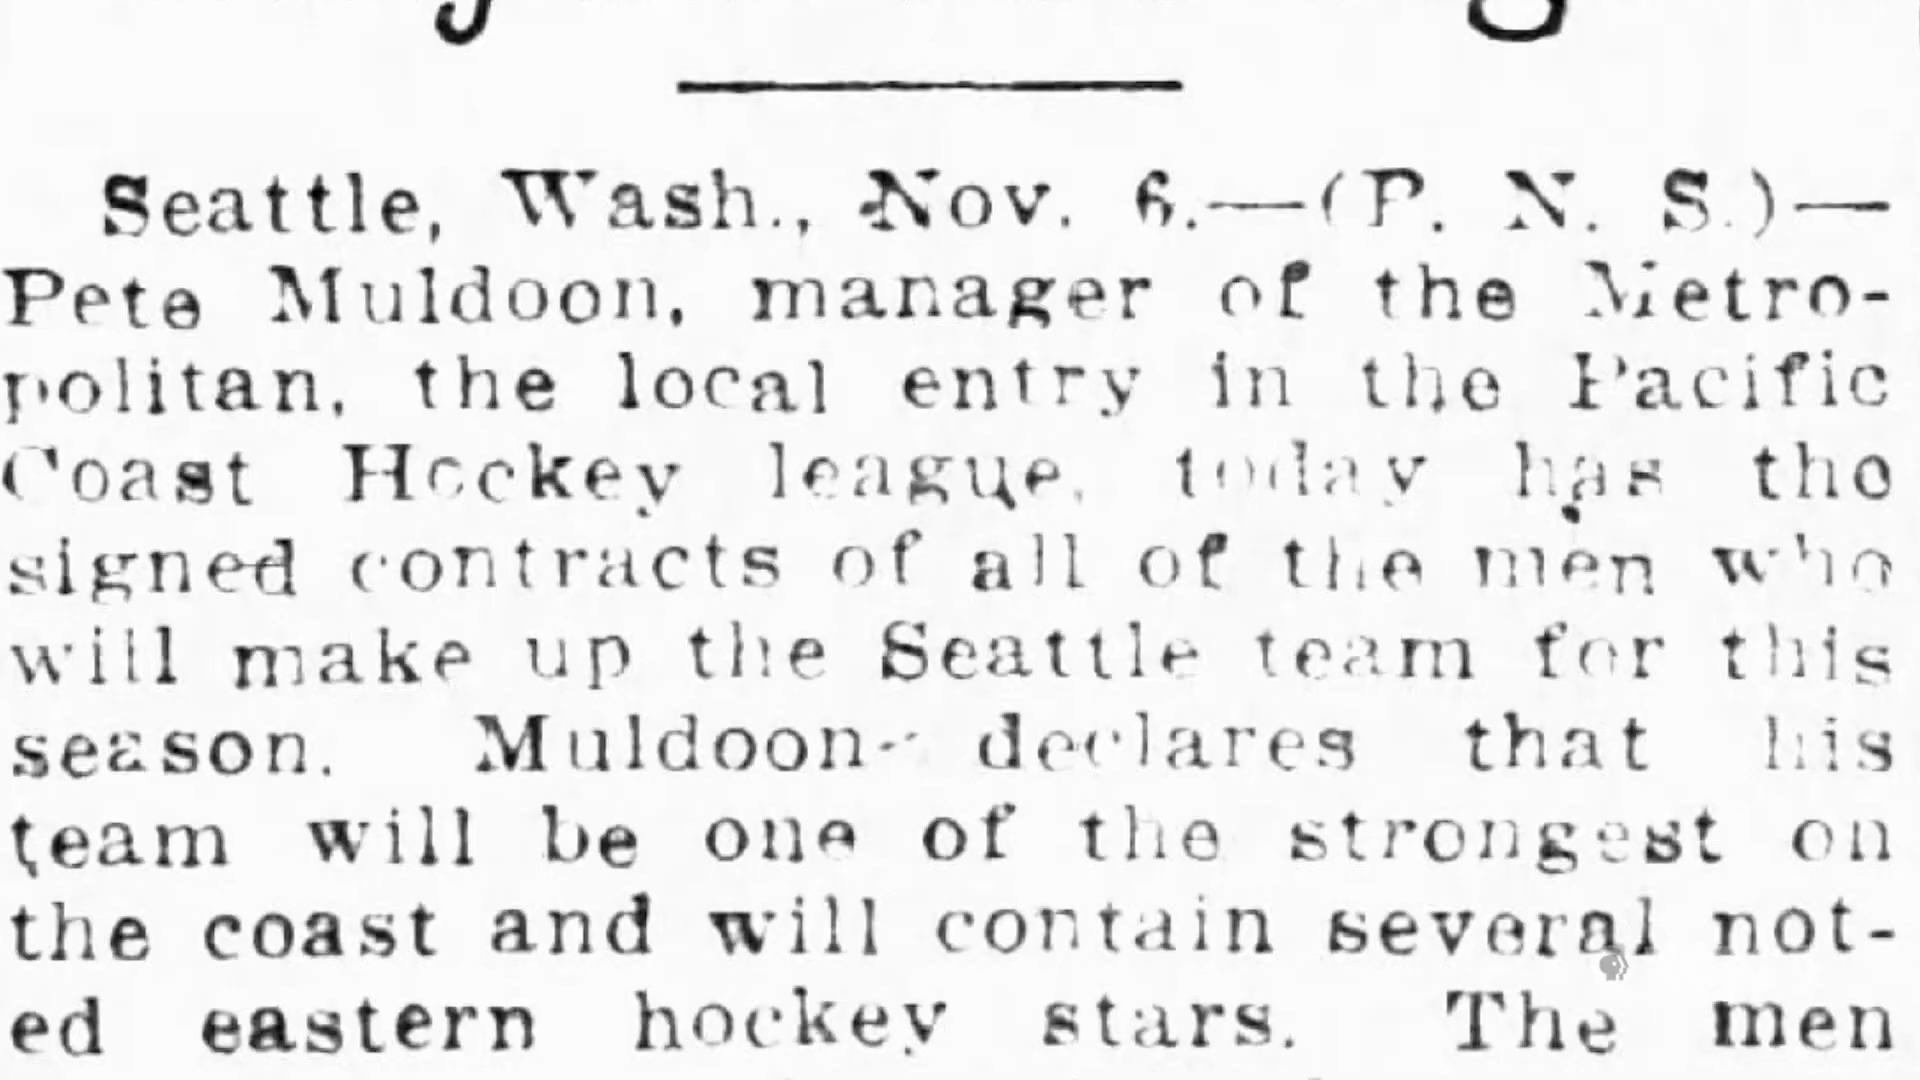 Seattle, Wash., Nov. 6.—(P. N. S.)—
Pete Muldoon, manager of the Metro-
politan, the local entry in the Pacific
Coast Hockey league, today has the
signed contracts of all of the men who
will make up the Seattle team for this
season. Muldoon declares that his
team will be one of the strongest on
the coast and will contain several not-
ed eastern hockey stars. The men